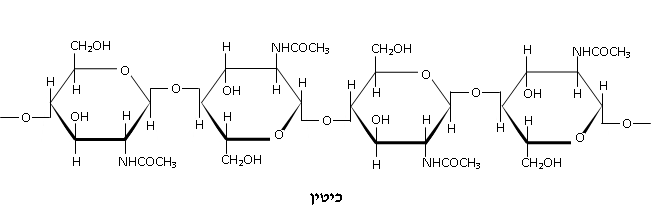 CH₂OH H NHCOCH₃ CH₂OH H NHCOCH₃
H O H O H H O H
H OH O OH H H OH O OH H
O H H H O O H H H O O
H NHCOCH₃ CH₂OH H NHCOCH₃ CH₂OH
כיטין